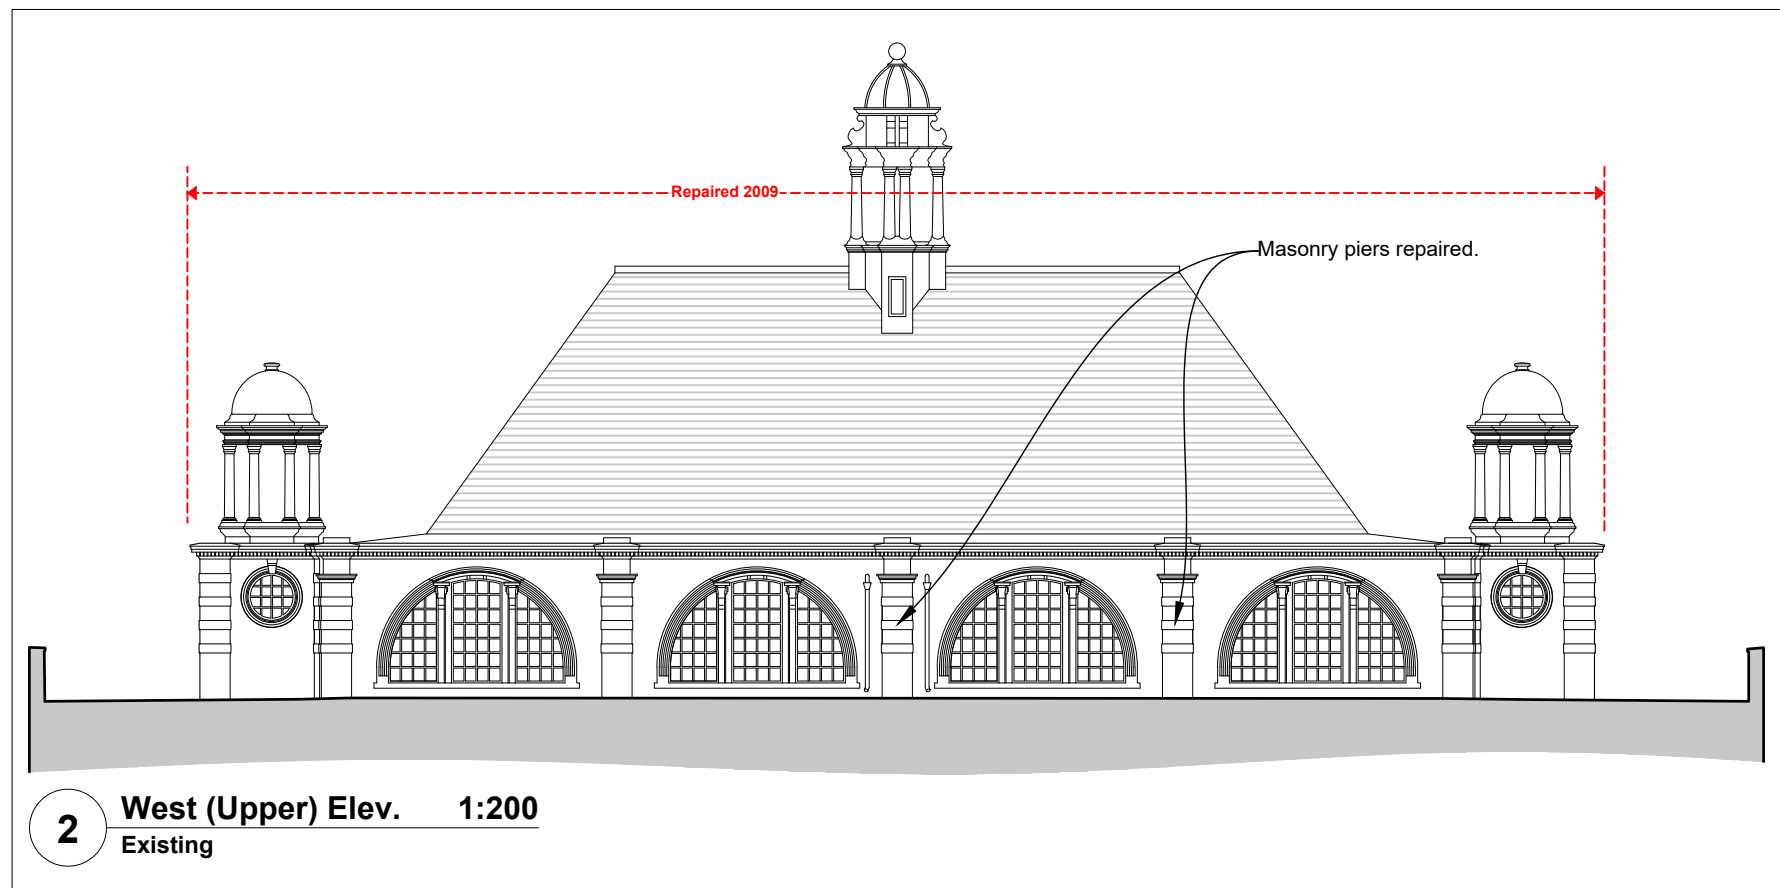 Repaired 2009
Masonry piers repaired.
2
West (Upper) Elev. 1:200
Existing